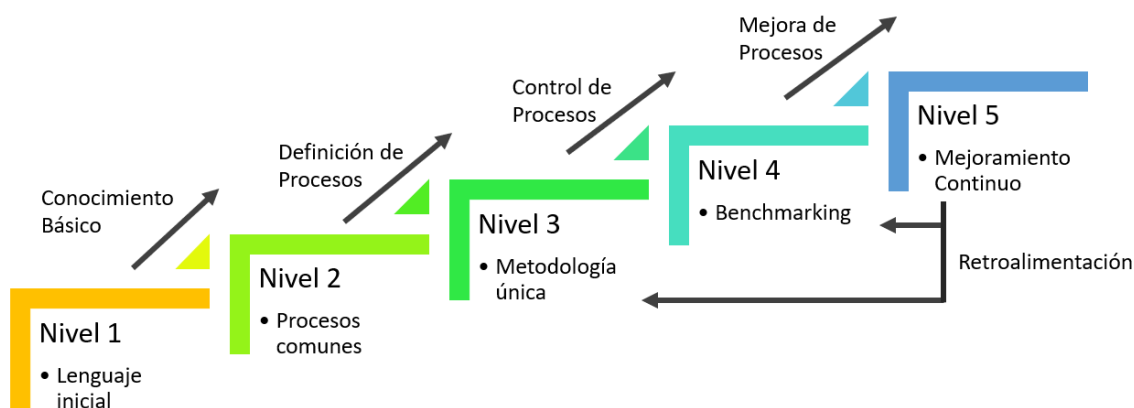 Conocimiento
Básico
Nivel 1
• Lenguaje
inicial
Definición de
Procesos
Nivel 2
• Procesos
comunes
Control de
Procesos
Nivel 3
• Metodología
única
Mejora de
Procesos
Nivel 4
• Benchmarking
Nivel 5
• Mejoramiento
Continuo
Retroalimentación